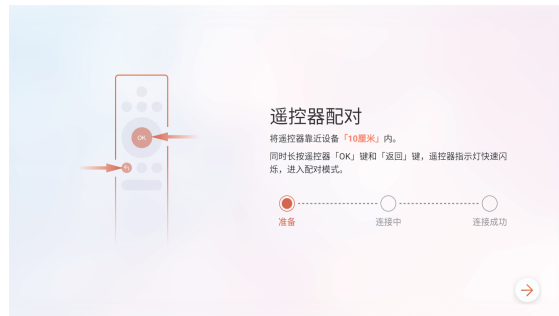 遥控器配对
将遥控器靠近设备「10厘米」内。
OK
同时长按遥控器「OK」键和「返回」键，遥控器指示灯快速闪
烁，进入配对模式。
准备 连接中 连接成功